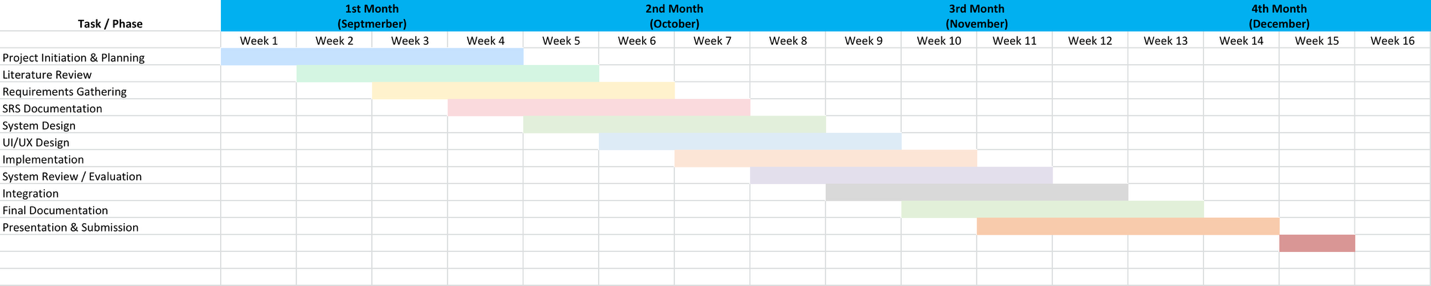 Task / Phase
1st Month
(Septmerber)
2nd Month
(October)
3rd Month
(November)
4th Month
(December)
Week 1 Week 2 Week 3 Week 4 Week 5 Week 6 Week 7 Week 8 Week 9 Week 10 Week 11 Week 12 Week 13 Week 14 Week 15 Week 16
Project Initiation & Planning
Literature Review
Requirements Gathering
SRS Documentation
System Design
UI/UX Design
Implementation
System Review / Evaluation
Integration
Final Documentation
Presentation & Submission